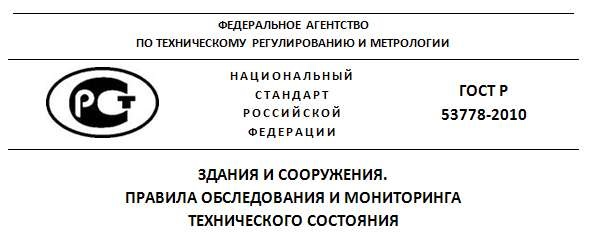 ФЕДЕРАЛЬНОЕ АГЕНТСТВО
ПО ТЕХНИЧЕСКОМУ РЕГУЛИРОВАНИЮ И МЕТРОЛОГИИ
РСТ
НАЦИОНАЛЬНЫЙ
СТАНДАРТ
РОССИЙСКОЙ
ФЕДЕРАЦИИ
ГОСТ Р
53778-2010
ЗДАНИЯ И СООРУЖЕНИЯ.
ПРАВИЛА ОБСЛЕДОВАНИЯ И МОНИТОРИНГА
ТЕХНИЧЕСКОГО СОСТОЯНИЯ